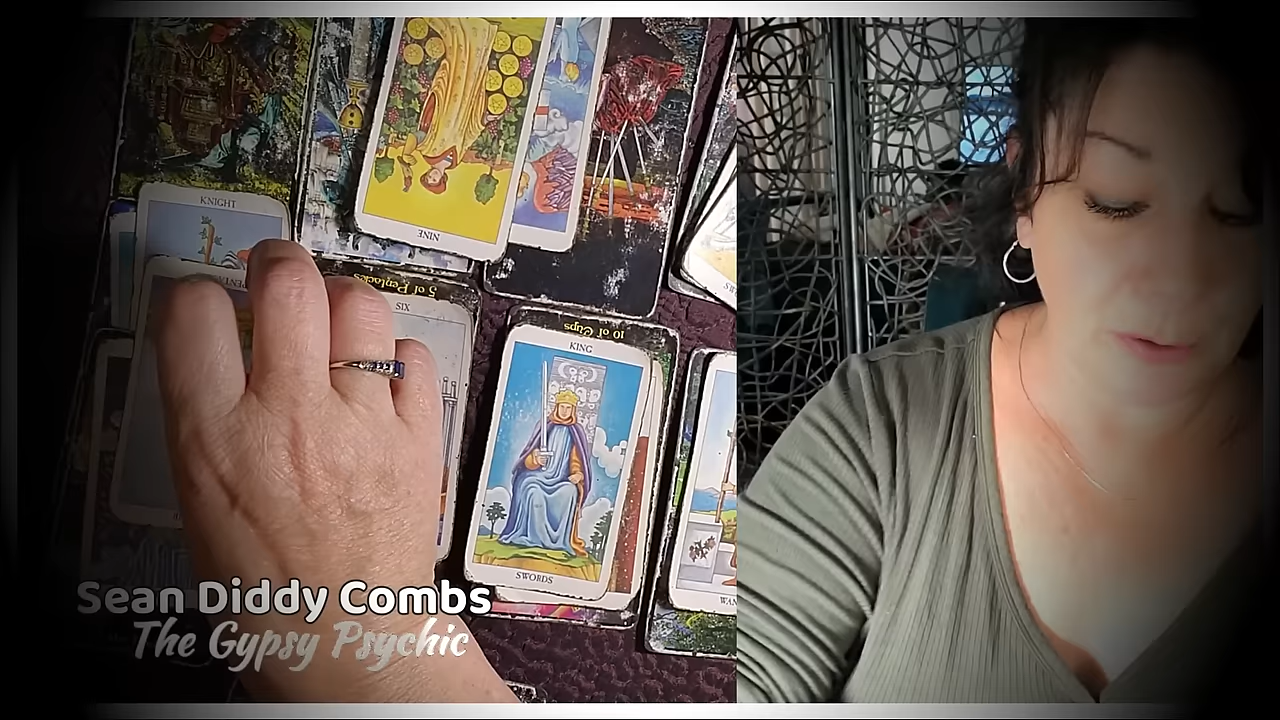 KNIGHT
NINE
5 of Pentacles
SIX
10 of Cups
KING
SWORDS
Sean Diddy Combs
The Gypsy Psychic